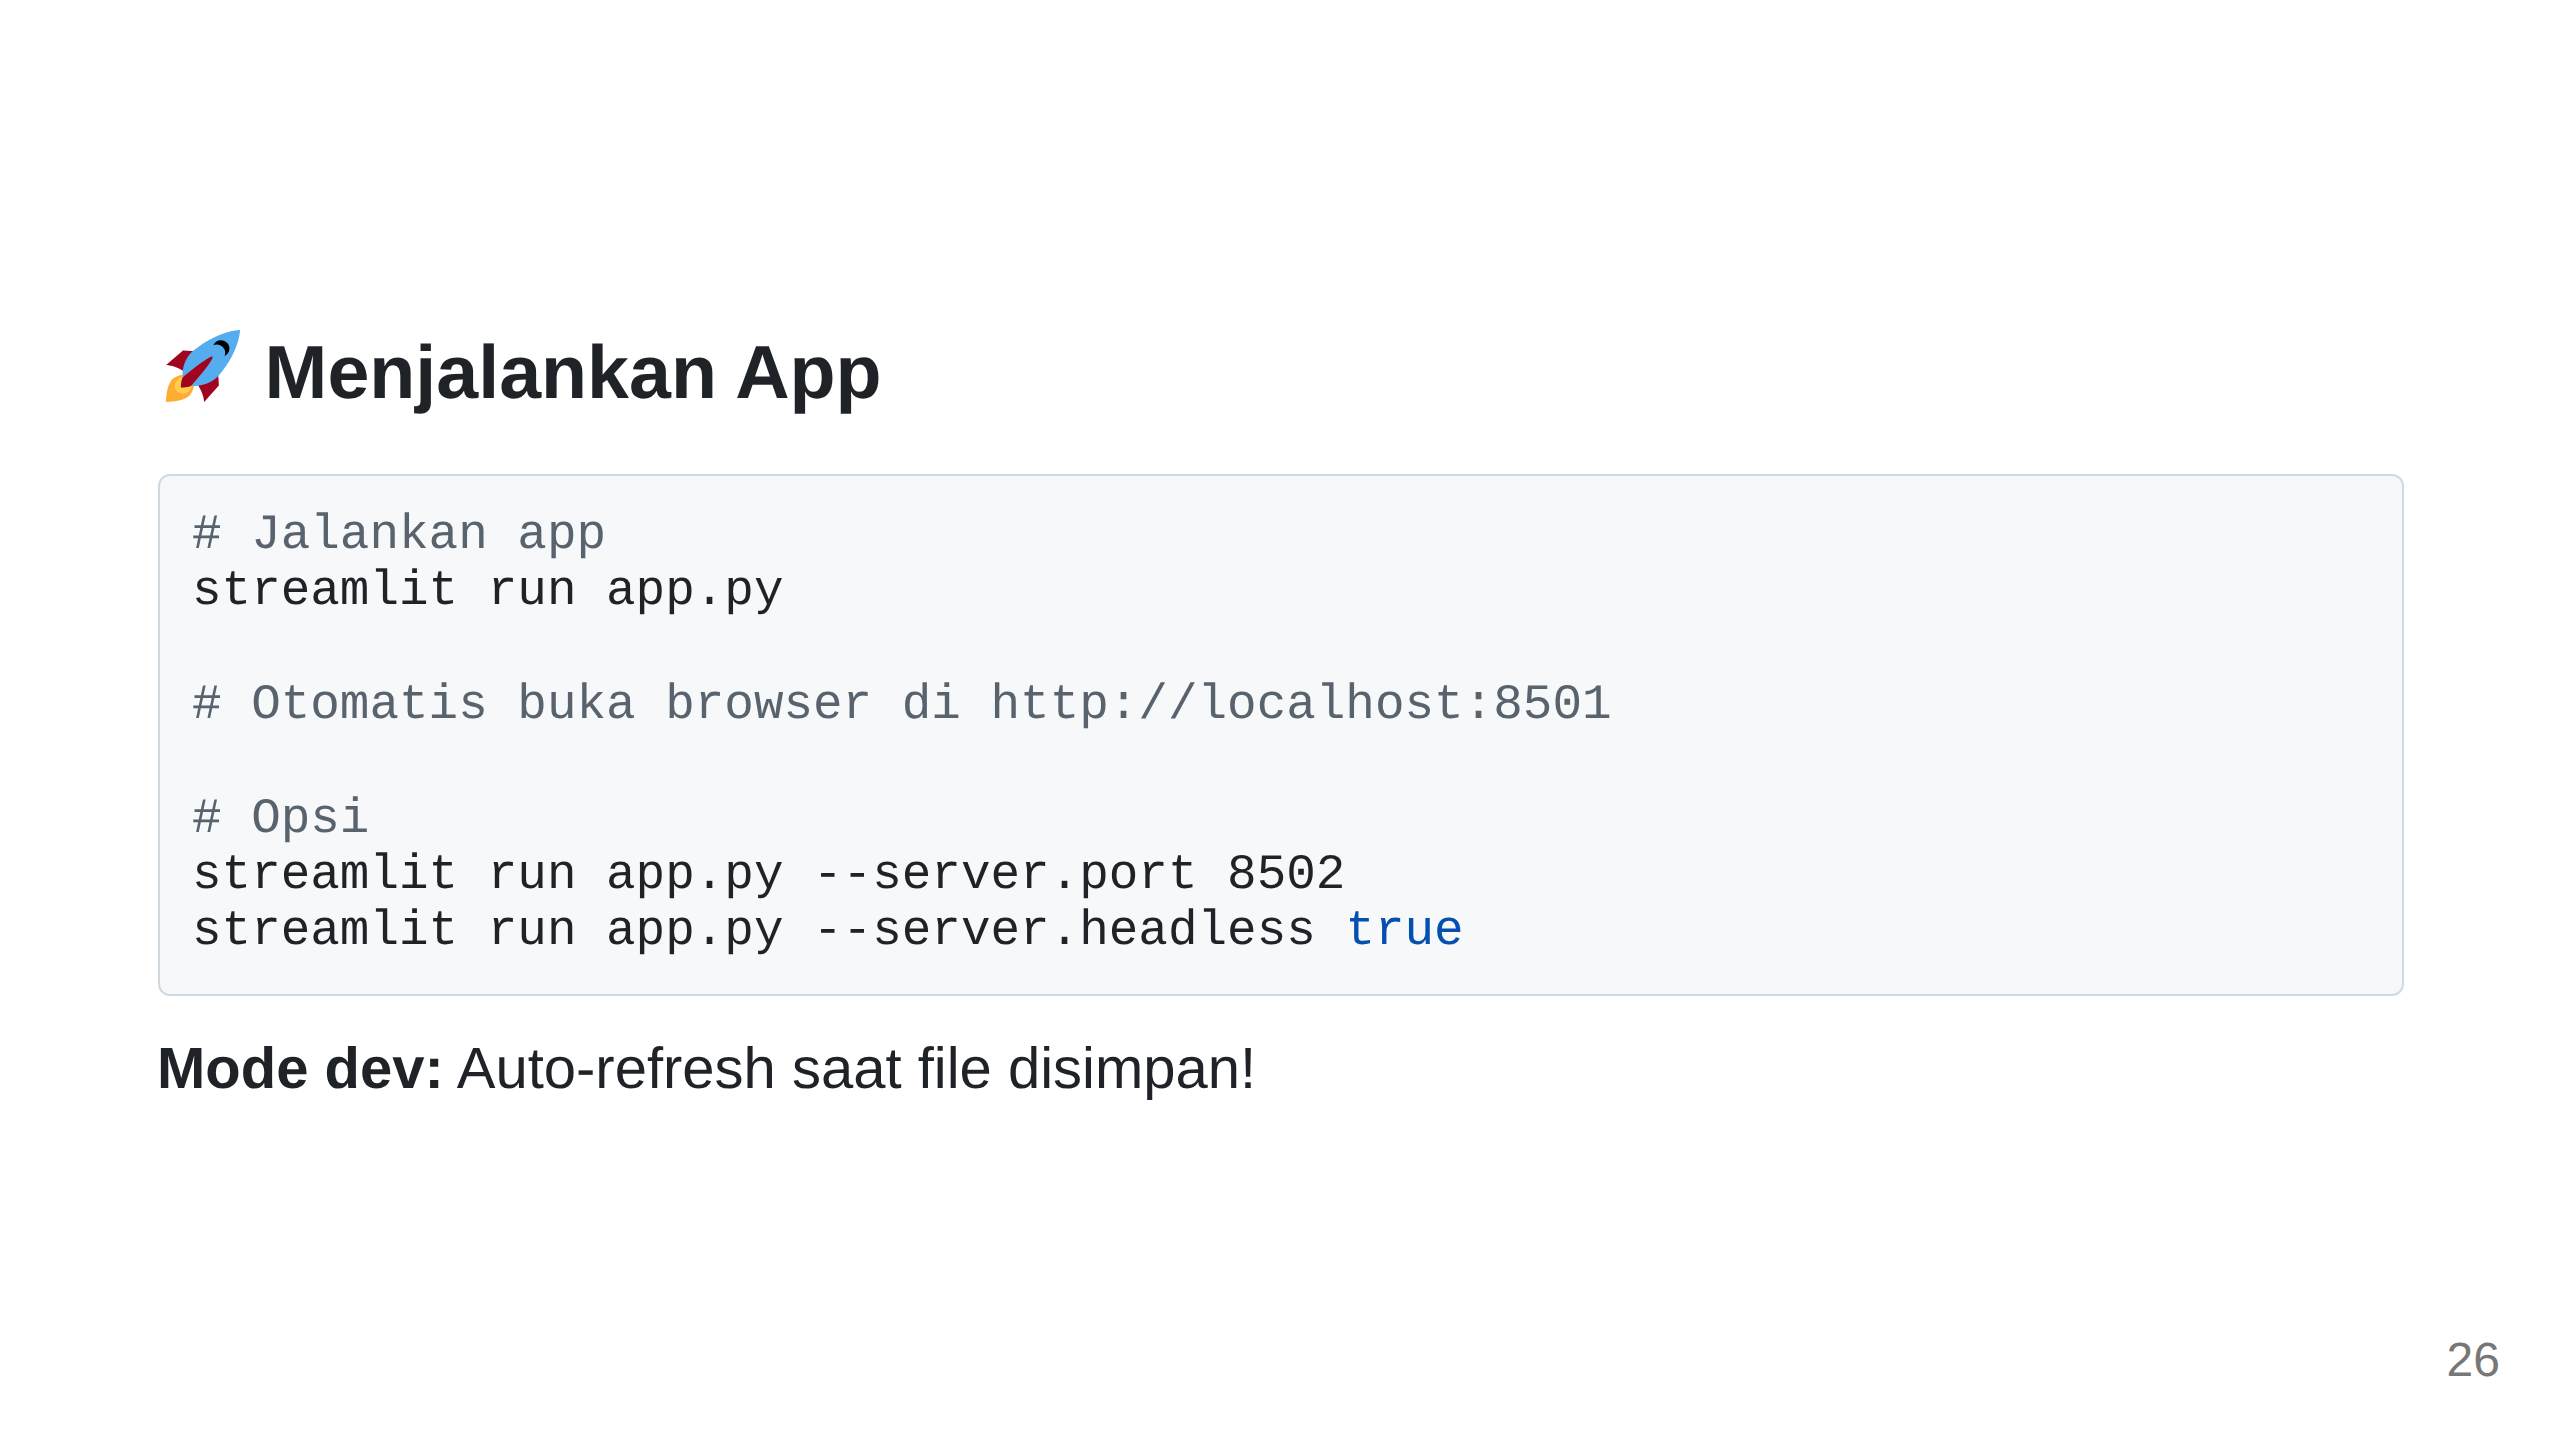 🚀 Menjalankan App
# Jalankan app
streamlit run app.py
# Otomatis buka browser di http://localhost:8501
# Opsi
streamlit run app.py --server.port 8502
streamlit run app.py --server.headless true
Mode dev: Auto-refresh saat file disimpan!
26